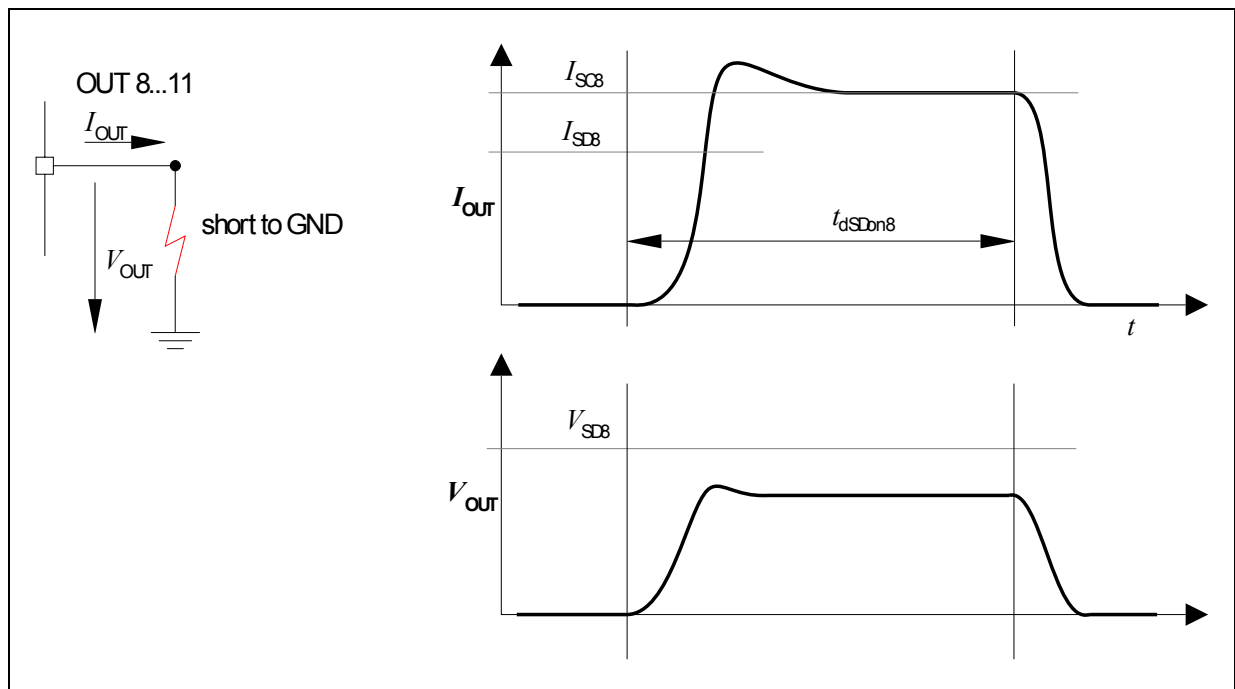 OUT 8...11
I_OUT
V_OUT
short to GND
I_SC8
I_SD8
I_OUT
t_dSDon8
t
V_SD8
V_OUT